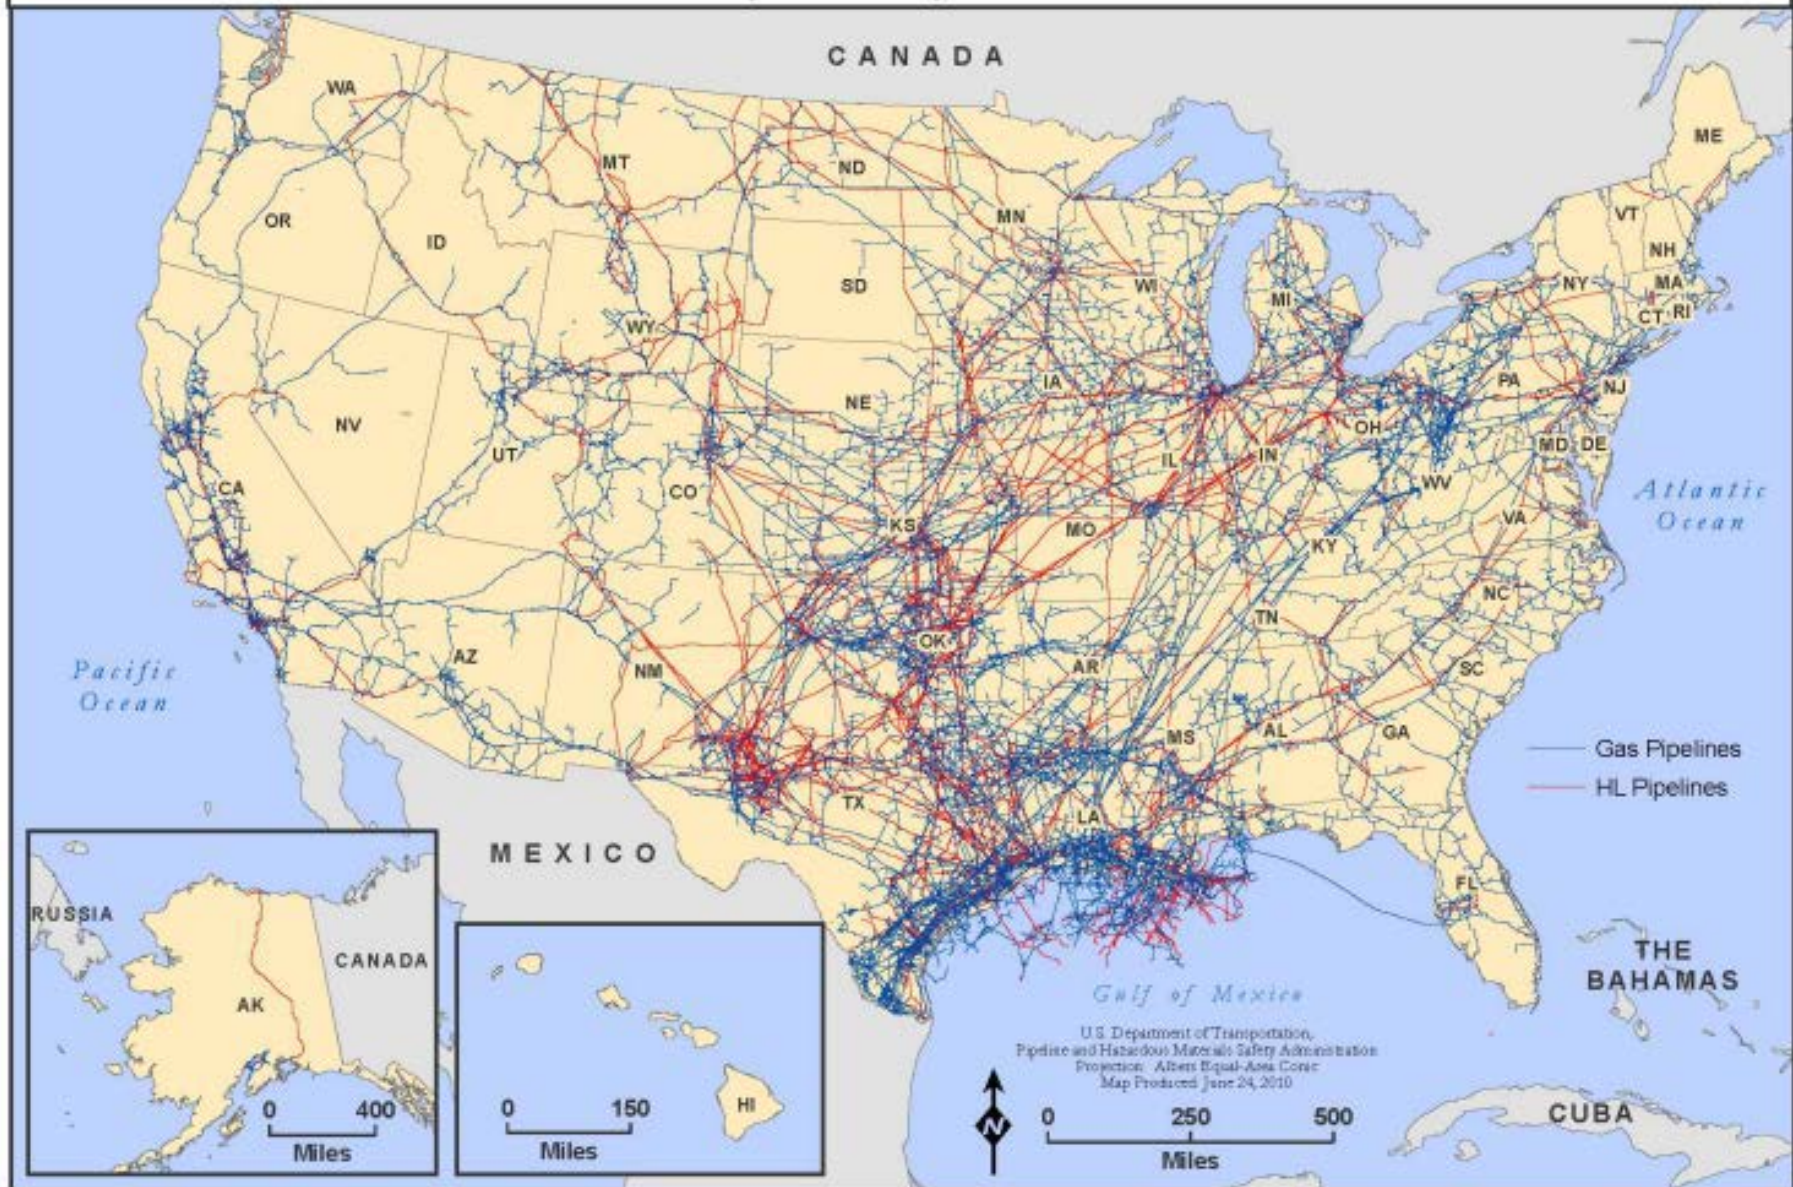 CANADA
WA
ME
MT
ND
OR
MN
VT
ID
NH
SD
WI
NY
MA
MI
CT
RI
WY
IA
PA
NJ
NE
NV
OH
UT
IL
IN
MD
DE
CA
CO
WV
Atlantic
Ocean
KS
MO
VA
KY
NC
TN
OK
AZ
AR
SC
NM
Pacific
Ocean
MS
AL
GA
Gas Pipelines
HL Pipelines
TX
LA
MEXICO
FL
RUSSIA
CANADA
AK
0 400
Miles
0 150
Miles
HI
THE
BAHAMAS
Gulf of Mexico
U.S. Department of Transportation,
Pipeline and Hazardous Materials Safety Administration
Projection: Albers Equal-Area Conic
Map Produced June 24, 2010
N
0 250 500
Miles
CUBA